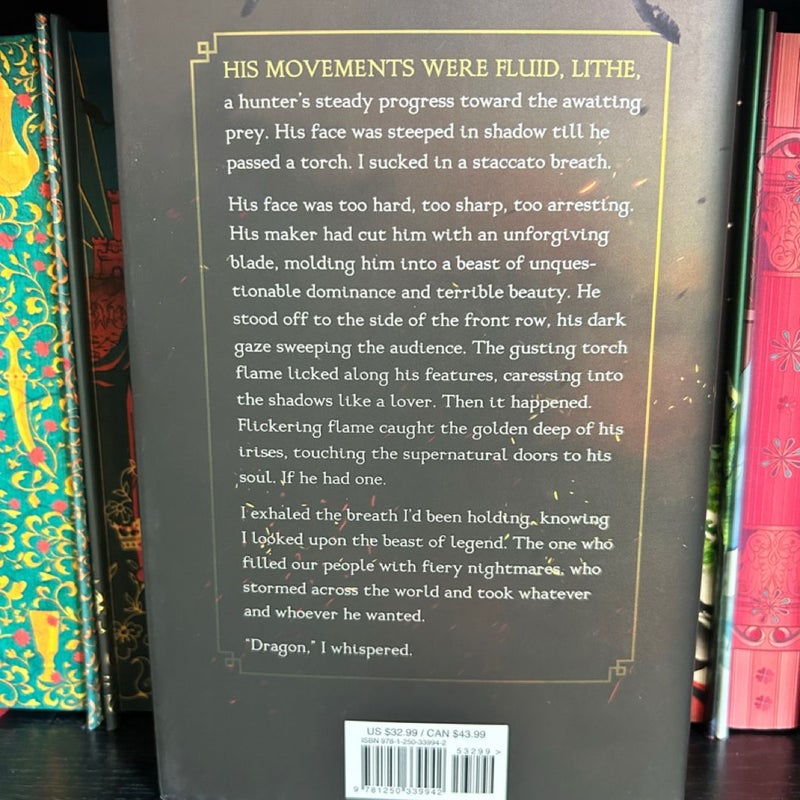 HIS MOVEMENTS WERE FLUID, LITHE,
a hunter's steady progress toward the awaiting
prey. His face was steeped in shadow till he
passed a torch. I sucked in a staccato breath.
His face was too hard, too sharp, too arresting.
His maker had cut him with an unforgiving
blade, molding him into a beast of unques-
tionable dominance and terrible beauty. He
stood off to the side of the front row, his dark
gaze sweeping the audience. The gusting torch
flame licked along his features, caressing into
the shadows like a lover. Then it happened.
Flickering flame caught the golden deep of his
irises, touching the supernatural doors to his
soul. If he had one.
I exhaled the breath I'd been holding, knowing
I looked upon the beast of legend. The one who
filled our people with fiery nightmares, who
stormed across the world and took whatever
and whoever he wanted.
"Dragon," I whispered.
US $32.99 / CAN $43.99
ISBN 978-1-250-33994-2
53299 >
9 781250 339942